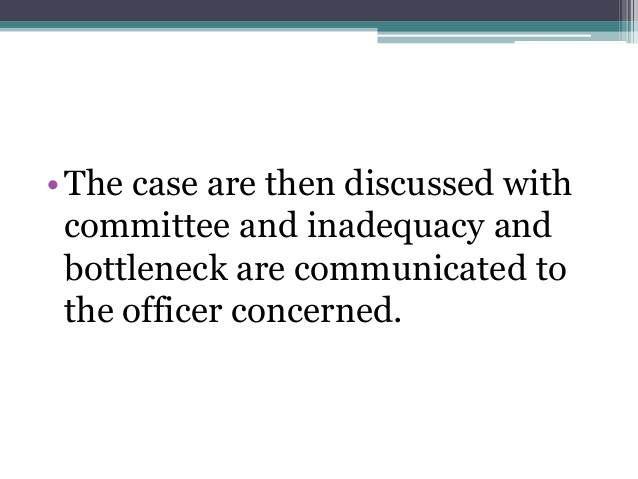 •The case are then discussed with
committee and inadequacy and
bottleneck are communicated to
the officer concerned.